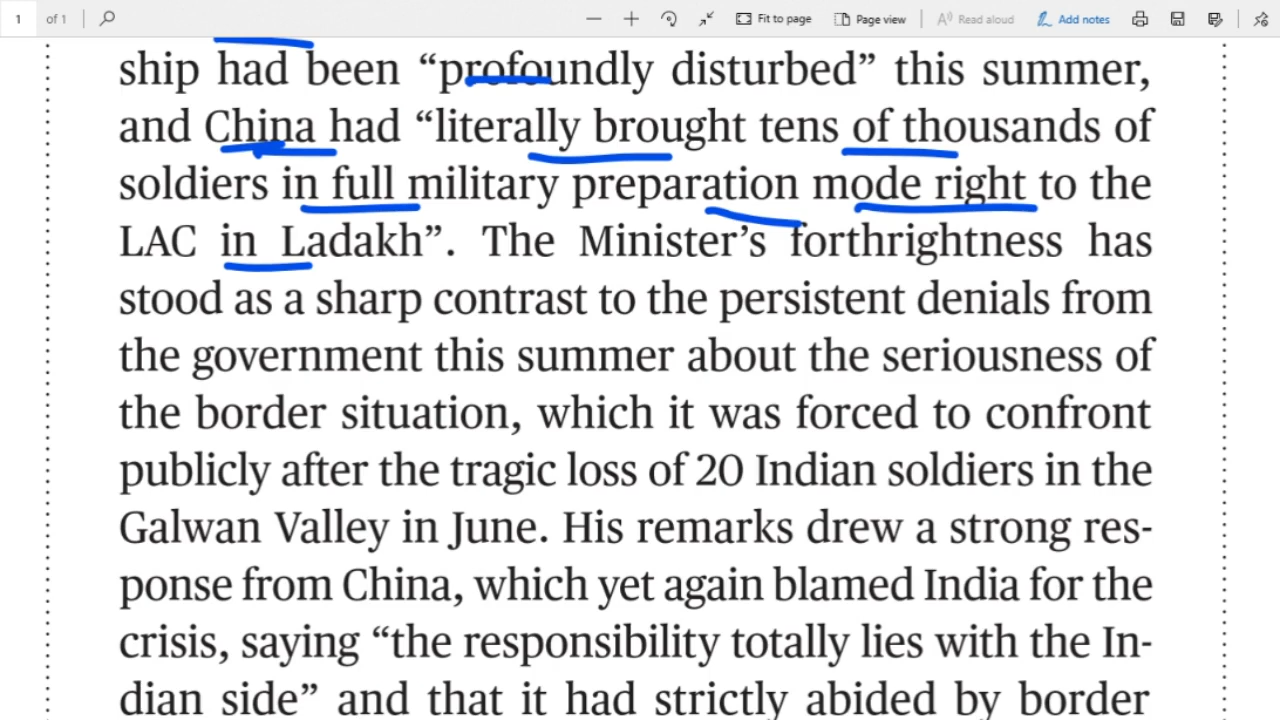 1 of 1 Fit to page Page view Read aloud Add notes
ship had been “profoundly disturbed” this summer,
and China had “literally brought tens of thousands of
soldiers in full military preparation mode right to the
LAC in Ladakh”. The Minister’s forthrightness has
stood as a sharp contrast to the persistent denials from
the government this summer about the seriousness of
the border situation, which it was forced to confront
publicly after the tragic loss of 20 Indian soldiers in the
Galwan Valley in June. His remarks drew a strong res-
ponse from China, which yet again blamed India for the
crisis, saying “the responsibility totally lies with the In-
dian side” and that it had strictly abided by border